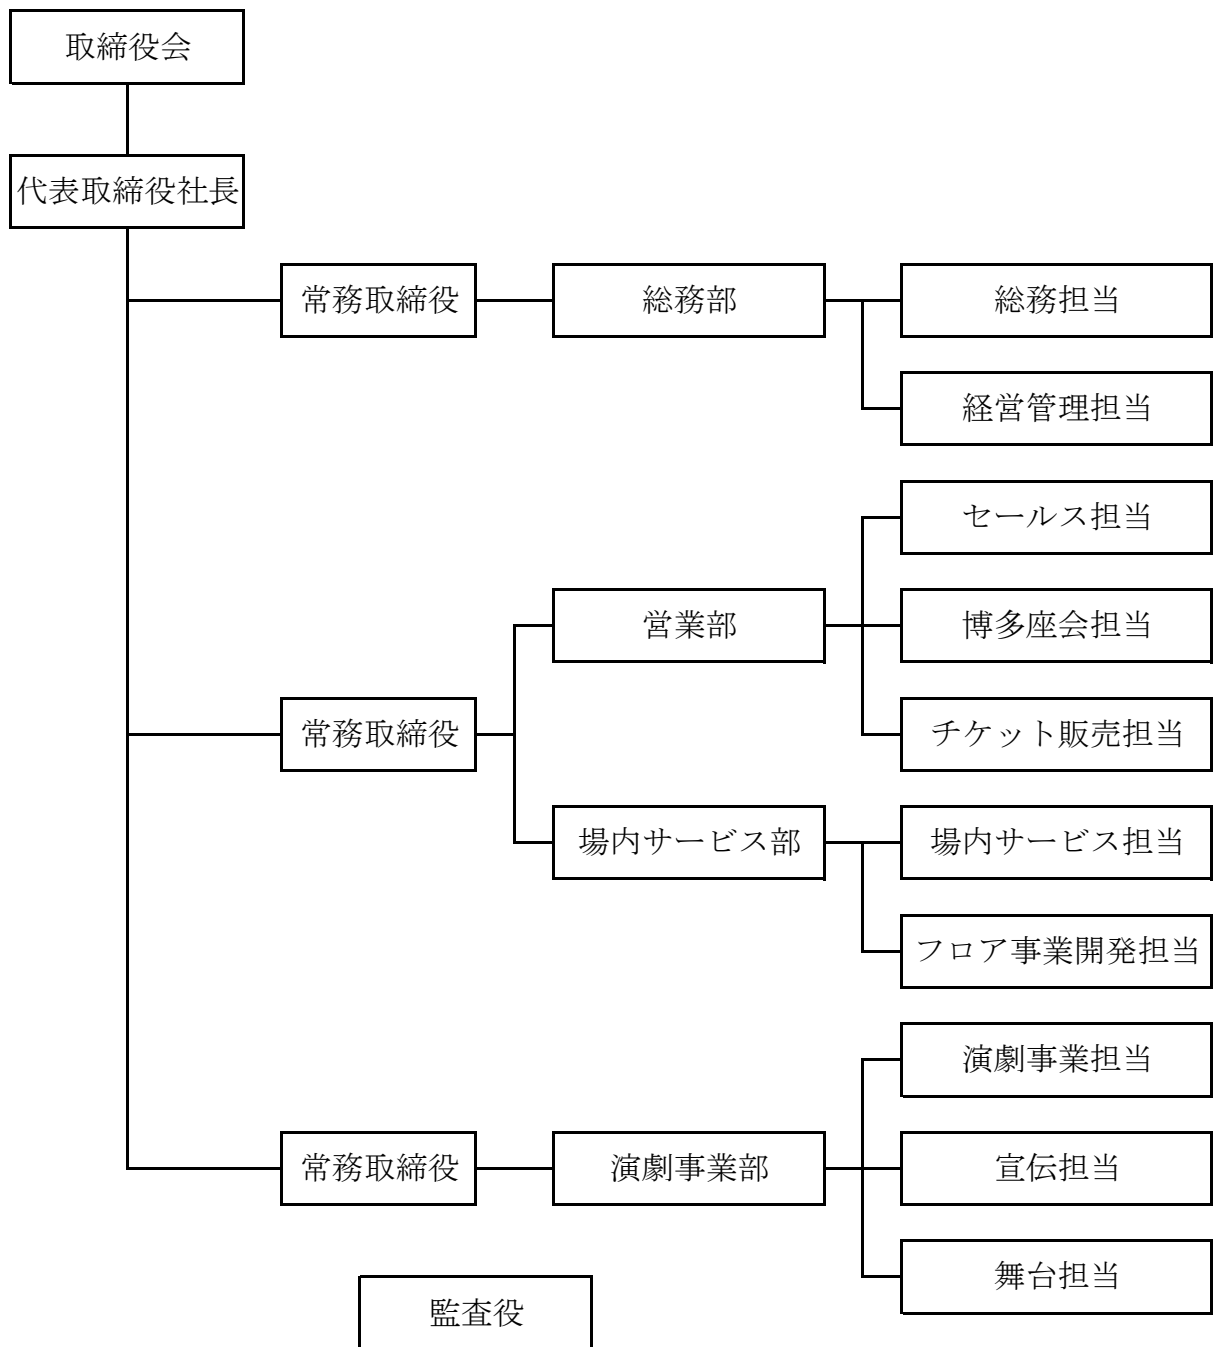 取締役会
代表取締役社長
常務取締役
総務部
総務担当
経営管理担当
セールス担当
営業部
博多座会担当
常務取締役
チケット販売担当
場内サービス部
場内サービス担当
フロア事業開発担当
演劇事業担当
常務取締役
演劇事業部
宣伝担当
舞台担当
監査役